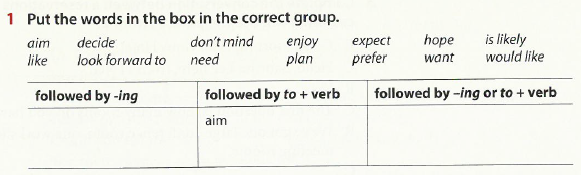 1 Put the words in the box in the correct group.
aim decide don't mind enjoy expect hope is likely
like look forward to need plan prefer want would like
followed by -ing followed by to + verb followed by –ing or to + verb
aim